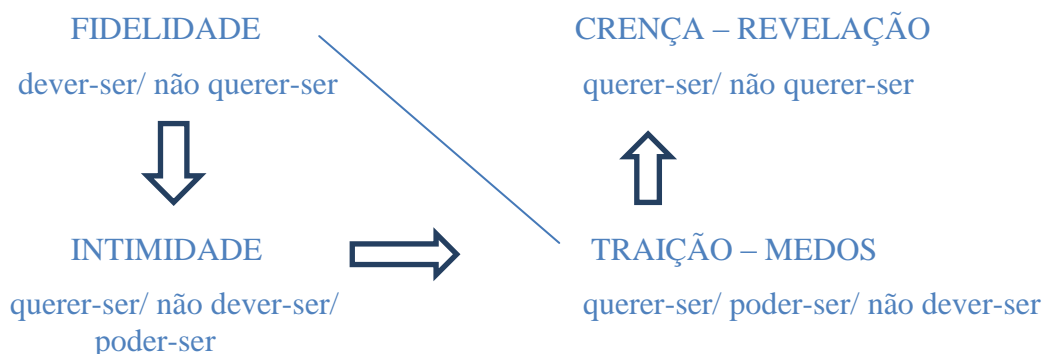 FIDELIDADE
dever-ser/ não querer-ser
CRENÇA – REVELAÇÃO
querer-ser/ não querer-ser
INTIMIDADE
querer-ser/ não dever-ser/
poder-ser
TRAIÇÃO – MEDOS
querer-ser/ poder-ser/ não dever-ser